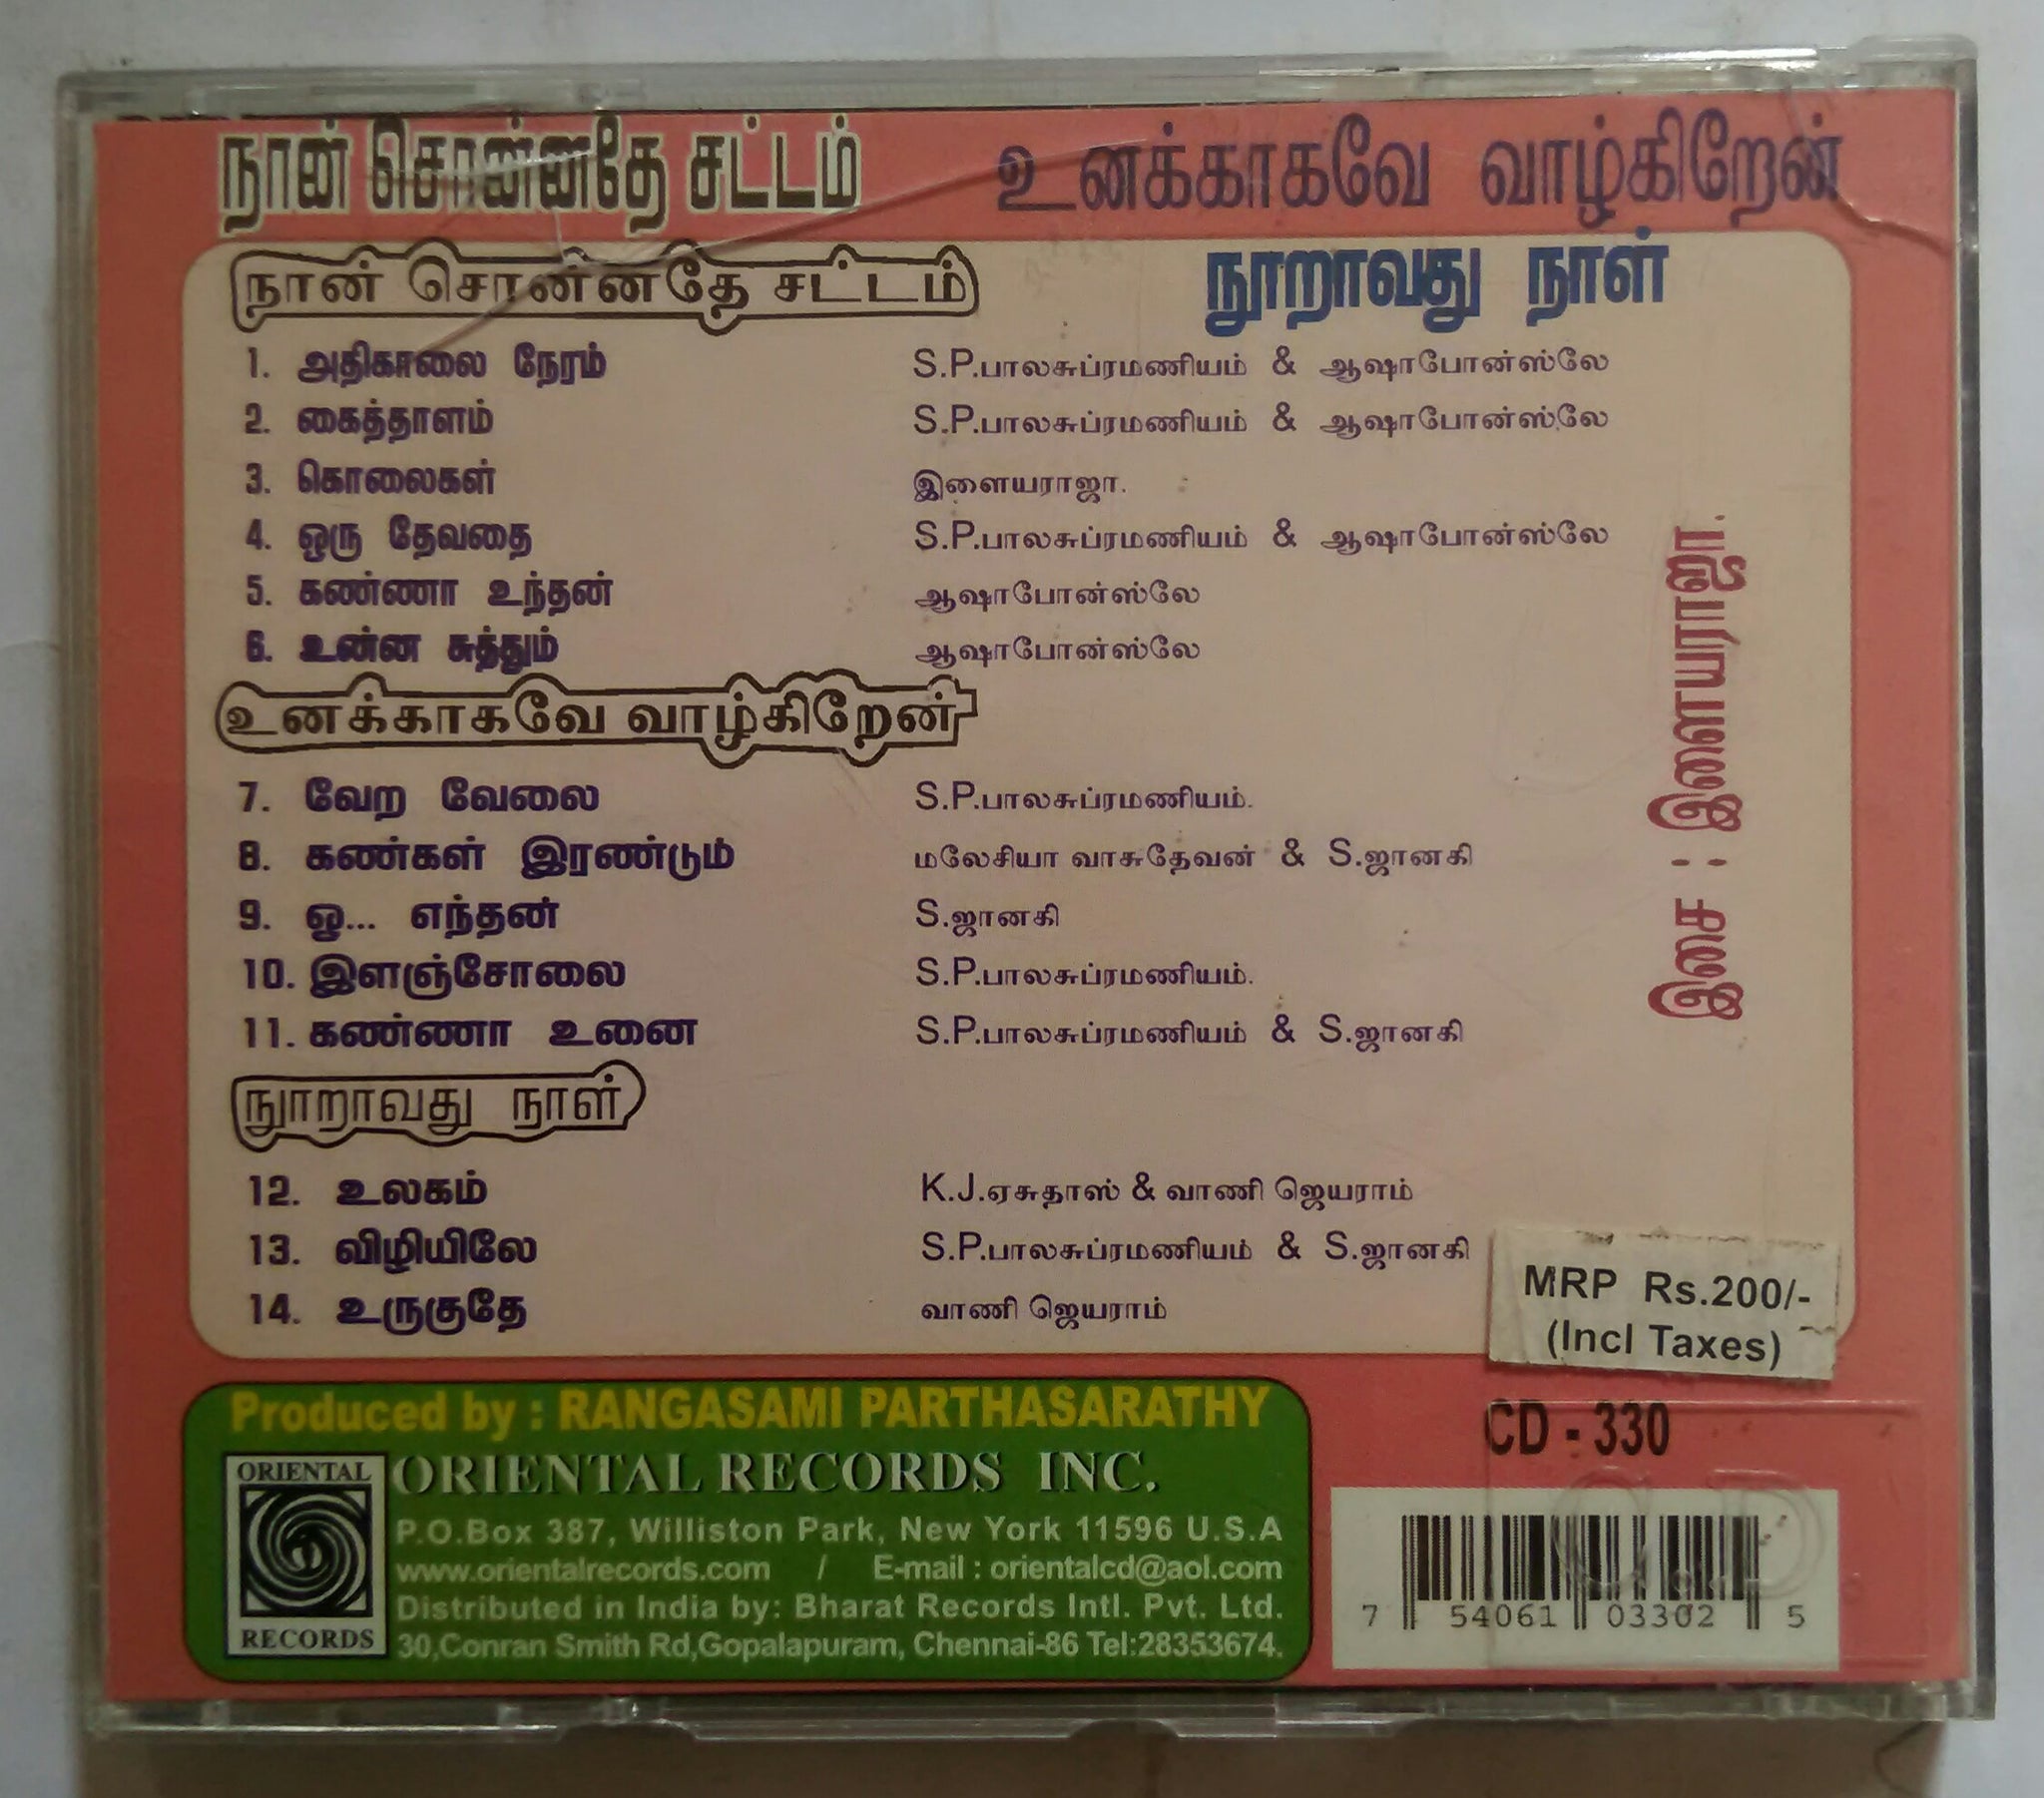 நான் சொன்னதே சட்டம் உனக்காகவே வாழ்கிறேன்
நூறாவது நாள்
நான் சொன்னதே சட்டம்
1. அதிகாலை நேரம் S.P.பாலசுப்ரமணியம் & ஆஷாபோன்ஸ்லே
2. கைத்தாளம் S.P.பாலசுப்ரமணியம் & ஆஷாபோன்ஸ்லே
3. கொலைகள் இளையராஜா.
4. ஒரு தேவதை S.P.பாலசுப்ரமணியம் & ஆஷாபோன்ஸ்லே
5. கண்ணா உந்தன் ஆஷாபோன்ஸ்லே
6. உன்ன சுத்தும் ஆஷாபோன்ஸ்லே
உனக்காகவே வாழ்கிறேன்
7. வேற வேலை S.P.பாலசுப்ரமணியம்.
8. கண்கள் இரண்டும் மலேசியா வாசுதேவன் & S.ஜானகி
9. ஒ... எந்தன் S.ஜானகி
10. இளஞ்சோலை S.P.பாலசுப்ரமணியம்.
11. கண்ணா உனை S.P.பாலசுப்ரமணியம் & S.ஜானகி
நூறாவது நாள்
12. உலகம் K.J.ஏசுதாஸ் & வாணி ஜெயராம்
13. விழியிலே S.P.பாலசுப்ரமணியம் & S.ஜானகி
14. உருகுதே வாணி ஜெயராம்
இசை : இளையராஜா.
MRP Rs.200/-
(Incl Taxes)
Produced by : RANGASAMI PARTHASARATHY
ORIENTAL
RECORDS
ORIENTAL RECORDS INC.
P.O.Box 387, Williston Park, New York 11596 U.S.A
www.orientalrecords.com / E-mail : orientalcd@aol.com
Distributed in India by: Bharat Records Intl. Pvt. Ltd.
30,Conran Smith Rd,Gopalapuram, Chennai-86 Tel:28353674.
CD - 330
7 54061 03302 5